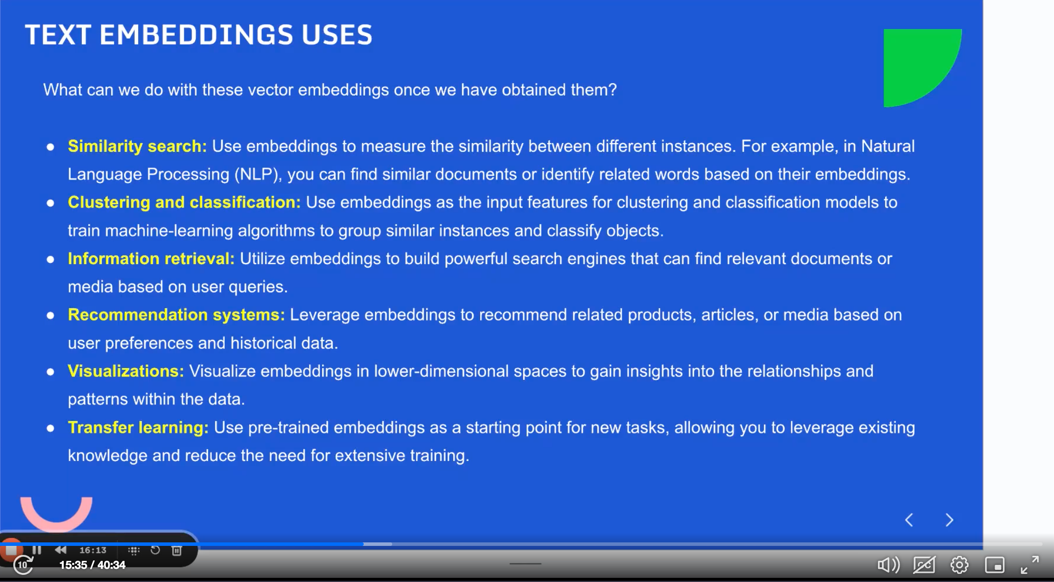 TEXT EMBEDDINGS USES
What can we do with these vector embeddings once we have obtained them?
● Similarity search: Use embeddings to measure the similarity between different instances. For example, in Natural
Language Processing (NLP), you can find similar documents or identify related words based on their embeddings.
● Clustering and classification: Use embeddings as the input features for clustering and classification models to
train machine-learning algorithms to group similar instances and classify objects.
● Information retrieval: Utilize embeddings to build powerful search engines that can find relevant documents or
media based on user queries.
● Recommendation systems: Leverage embeddings to recommend related products, articles, or media based on
user preferences and historical data.
● Visualizations: Visualize embeddings in lower-dimensional spaces to gain insights into the relationships and
patterns within the data.
● Transfer learning: Use pre-trained embeddings as a starting point for new tasks, allowing you to leverage existing
knowledge and reduce the need for extensive training.
16:13
10
15:35 / 40:34